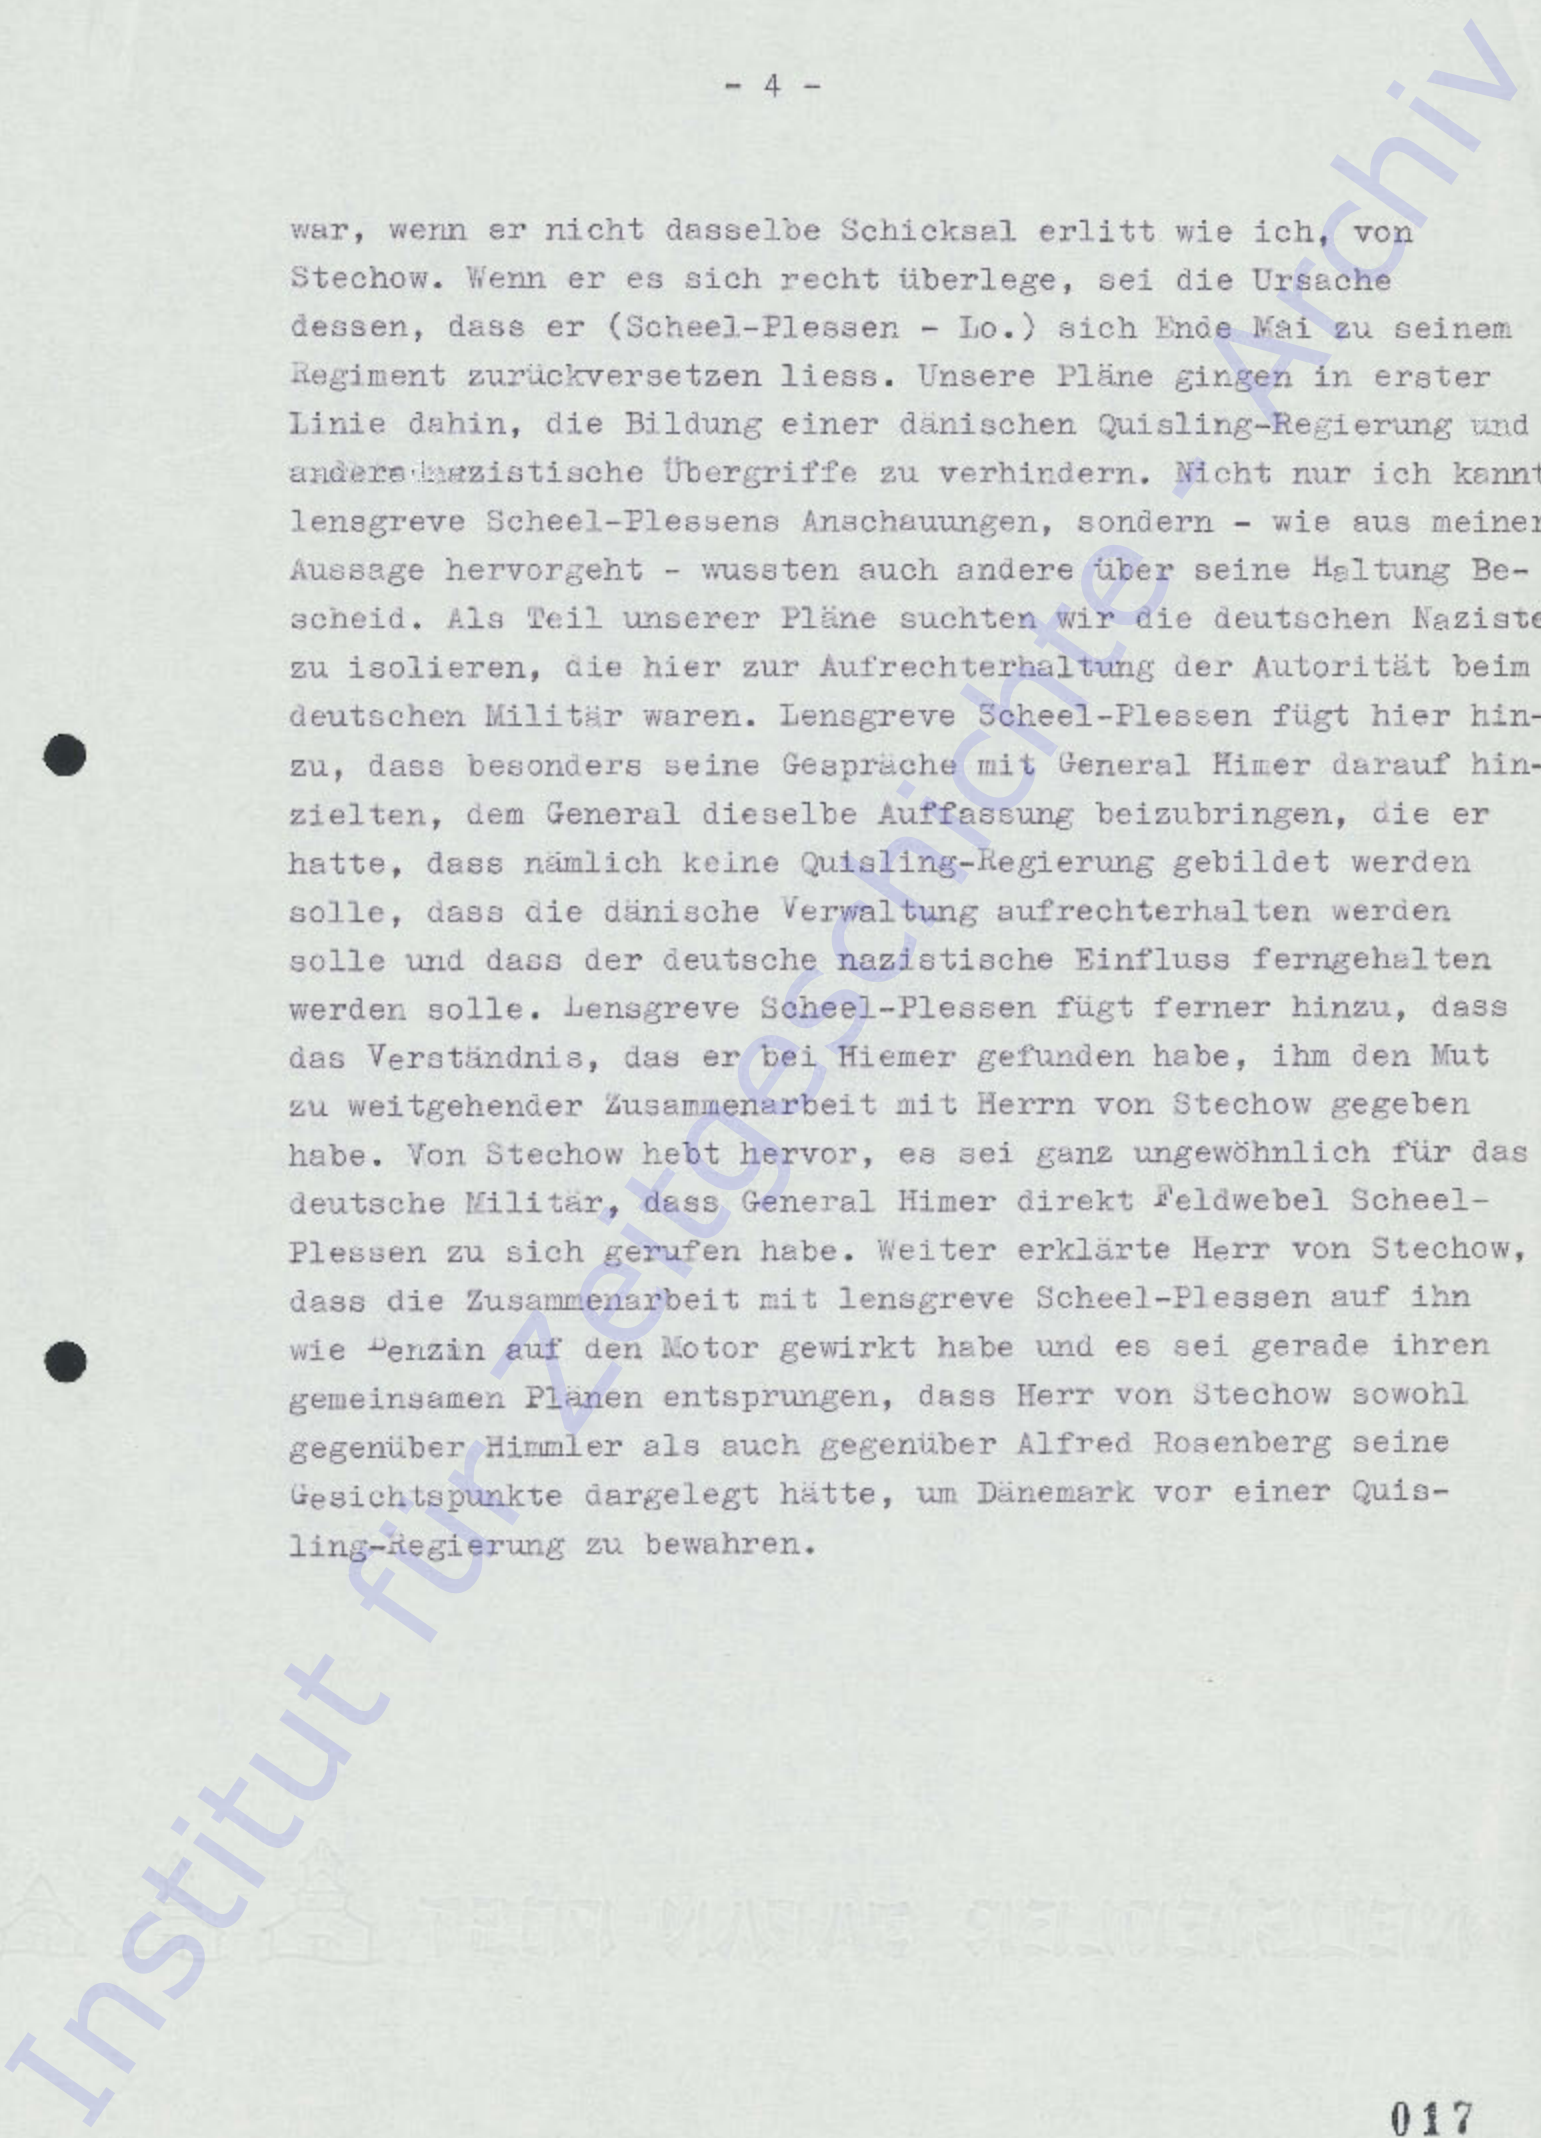 - 4 -
war, wenn er nicht dasselbe Schicksal erlitt wie ich, von
Stechow. Wenn er es sich recht überlege, sei die Ursache
dessen, dass er (Scheel-Plessen - Lo.) sich Ende Mai zu seinem
Regiment zurückversetzen liess. Unsere Pläne gingen in erster
Linie dahin, die Bildung einer dänischen Quisling-Regierung und
andere nazistische Übergriffe zu verhindern. Nicht nur ich kannt
lensgreve Scheel-Plessens Anschauungen, sondern - wie aus meiner
Aussage hervorgeht - wussten auch andere über seine Haltung Be-
scheid. Als Teil unserer Pläne suchten wir die deutschen Naziste
zu isolieren, die hier zur Aufrechterhaltung der Autorität beim
deutschen Militär waren. Lensgreve Scheel-Plessen fügt hier hin-
zu, dass besonders seine Gespräche mit General Himer darauf hin-
zielten, dem General dieselbe Auffassung beizubringen, die er
hatte, dass nämlich keine Quisling-Regierung gebildet werden
solle, dass die dänische Verwaltung aufrechterhalten werden
solle und dass der deutsche nazistische Einfluss ferngehalten
werden solle. Lensgreve Scheel-Plessen fügt ferner hinzu, dass
das Verständnis, das er bei Hiemer gefunden habe, ihm den Mut
zu weitgehender Zusammenarbeit mit Herrn von Stechow gegeben
habe. Von Stechow hebt hervor, es sei ganz ungewöhnlich für das
deutsche Militär, dass General Himer direkt Feldwebel Scheel-
Plessen zu sich gerufen habe. Weiter erklärte Herr von Stechow,
dass die Zusammenarbeit mit lensgreve Scheel-Plessen auf ihn
wie Benzin auf den Motor gewirkt habe und es sei gerade ihren
gemeinsamen Plänen entsprungen, dass Herr von Stechow sowohl
gegenüber Himmler als auch gegenüber Alfred Rosenberg seine
Gesichtspunkte dargelegt hätte, um Dänemark vor einer Quis-
ling-Regierung zu bewahren.
Institut für Zeitgeschichte - Archiv
017